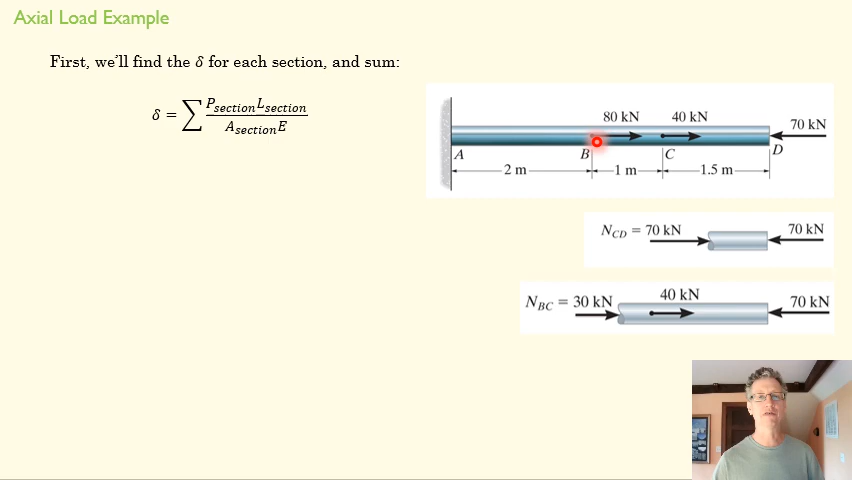 Axial Load Example
First, we'll find the δ for each section, and sum:
δ = ∑ P_section L_section / A_section E
80 kN 40 kN 70 kN
A B C D
2 m 1 m 1.5 m
N_CD = 70 kN 70 kN
N_BC = 30 kN 40 kN 70 kN